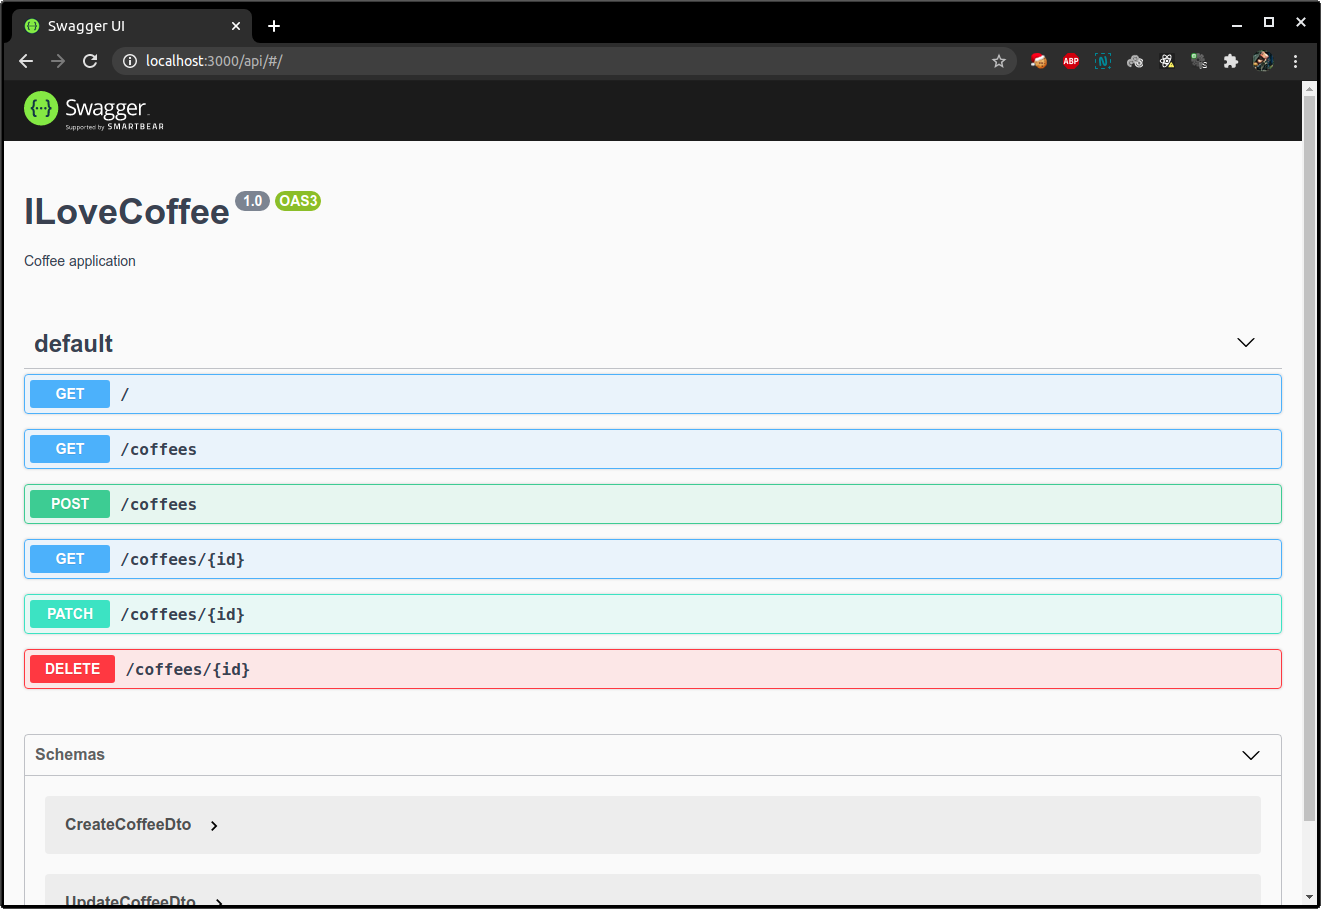 Swagger UI
localhost:3000/api/#/
ABP
N
Swagger
Supported by SMARTBEAR
ILoveCoffee 1.0 OAS3
Coffee application
default
GET /
GET /coffees
POST /coffees
GET /coffees/{id}
PATCH /coffees/{id}
DELETE /coffees/{id}
Schemas
CreateCoffeeDto
UpdateCoffeeDto